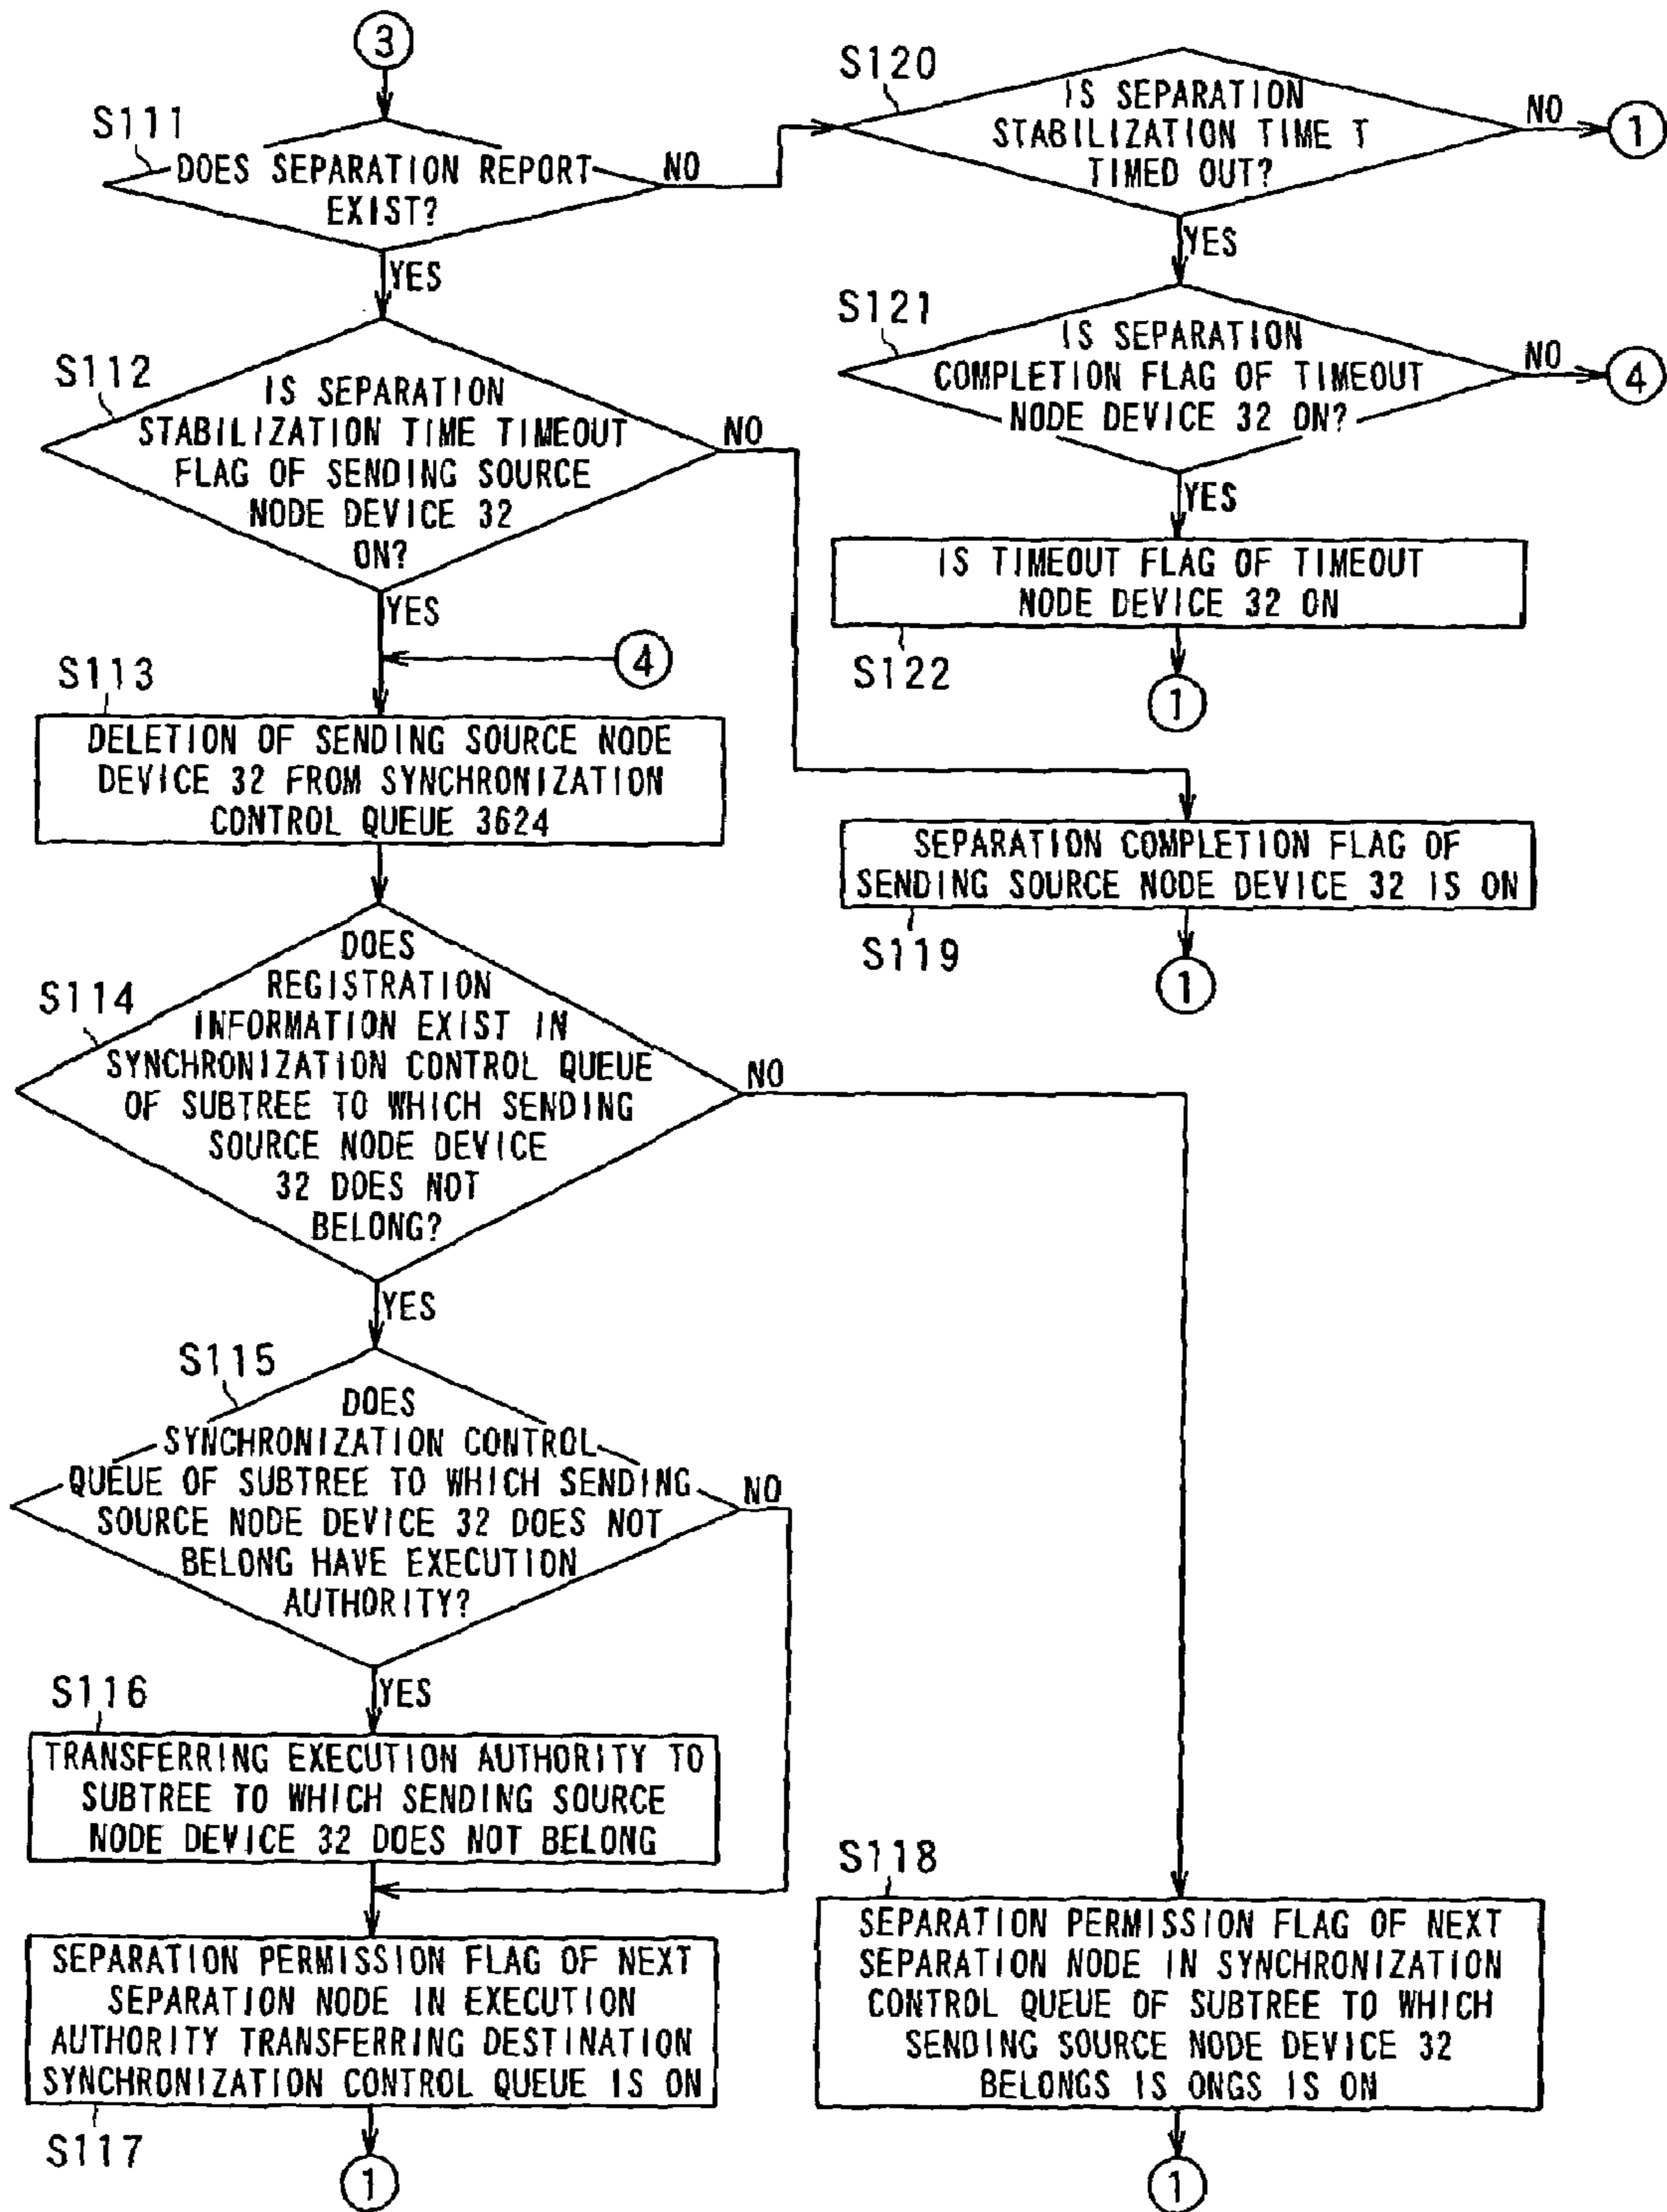 3
S111
DOES SEPARATION REPORT
EXIST?
NO
YES
S112
IS SEPARATION
STABILIZATION TIME TIMEOUT
FLAG OF SENDING SOURCE
NODE DEVICE 32
ON?
NO
YES
4
S113
DELETION OF SENDING SOURCE NODE
DEVICE 32 FROM SYNCHRONIZATION
CONTROL QUEUE 3624
S114
DOES
REGISTRATION
INFORMATION EXIST IN
SYNCHRONIZATION CONTROL QUEUE
OF SUBTREE TO WHICH SENDING
SOURCE NODE DEVICE
32 DOES NOT
BELONG?
NO
YES
S115
DOES
SYNCHRONIZATION CONTROL
QUEUE OF SUBTREE TO WHICH SENDING
SOURCE NODE DEVICE 32 DOES NOT
BELONG HAVE EXECUTION
AUTHORITY?
NO
YES
S116
TRANSFERRING EXECUTION AUTHORITY TO
SUBTREE TO WHICH SENDING SOURCE
NODE DEVICE 32 DOES NOT BELONG
SEPARATION PERMISSION FLAG OF NEXT
SEPARATION NODE IN EXECUTION
AUTHORITY TRANSFERRING DESTINATION
SYNCHRONIZATION CONTROL QUEUE IS ON
S117
1
S120
IS SEPARATION
STABILIZATION TIME T
TIMED OUT?
NO
1
YES
S121
IS SEPARATION
COMPLETION FLAG OF TIMEOUT
NODE DEVICE 32 ON?
NO
4
YES
IS TIMEOUT FLAG OF TIMEOUT
NODE DEVICE 32 ON
S122
1
SEPARATION COMPLETION FLAG OF
SENDING SOURCE NODE DEVICE 32 IS ON
S119
1
S118
SEPARATION PERMISSION FLAG OF NEXT
SEPARATION NODE IN SYNCHRONIZATION
CONTROL QUEUE OF SUBTREE TO WHICH
SENDING SOURCE NODE DEVICE 32
BELONGS IS ONGS IS ON
1